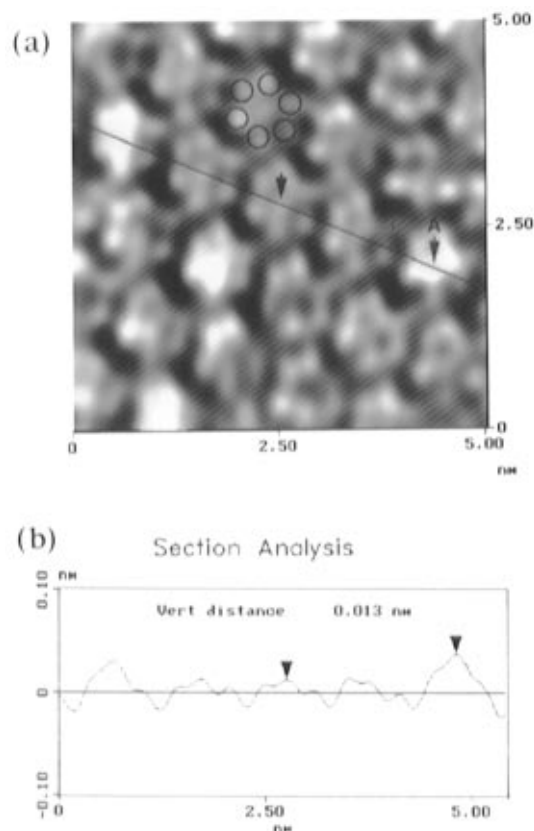 (a)
5.00
A
2.50
0
0 2.50 5.00
nm
(b)
Section Analysis
nm
0.10
Vert distance 0.013 nm
0
-0.10
0 2.50 5.00
nm